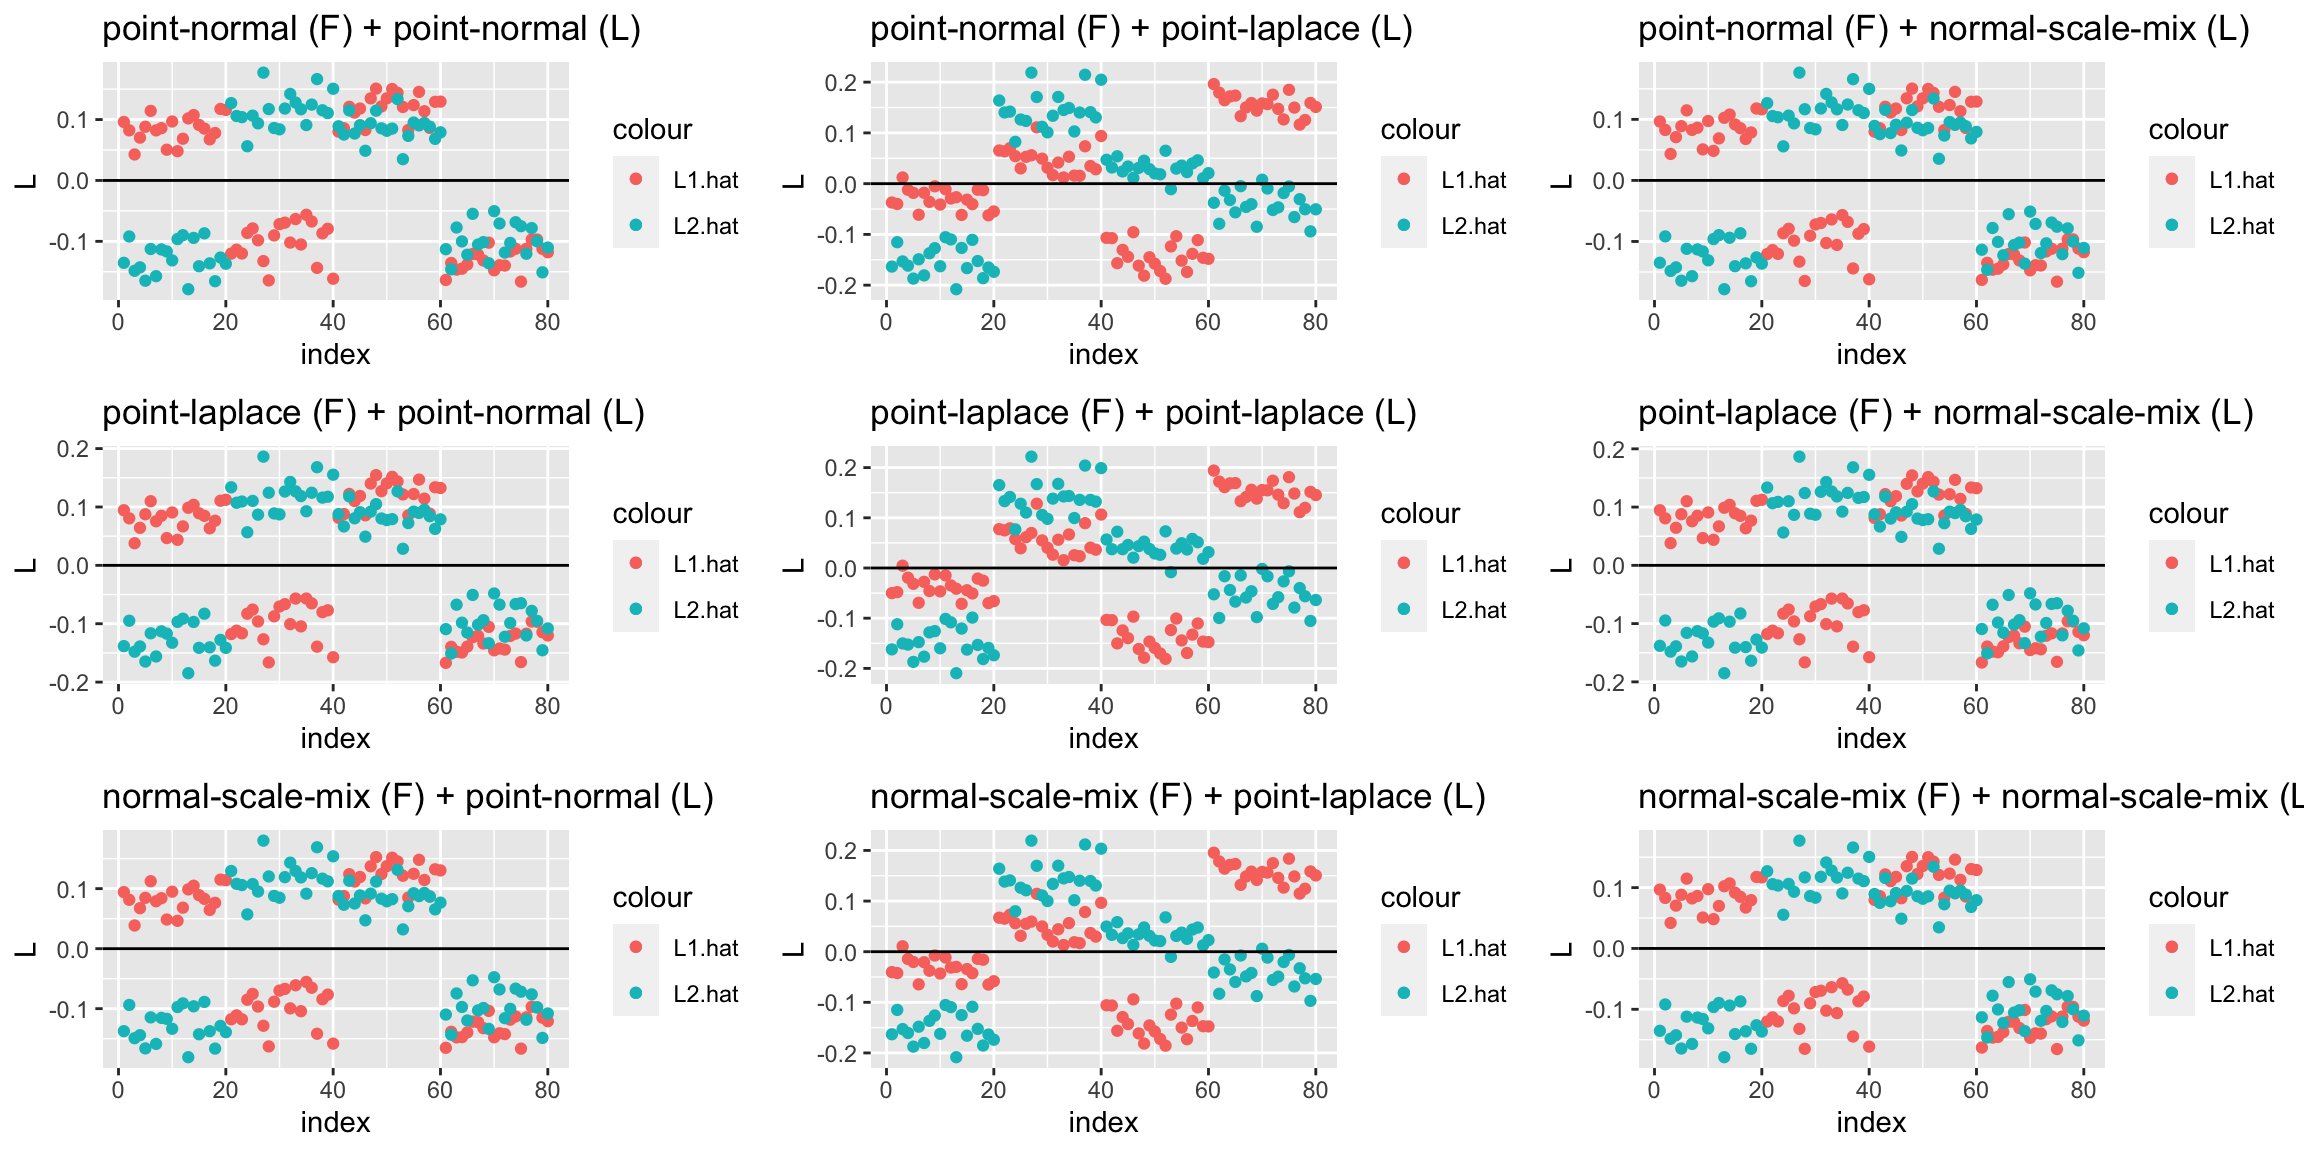 point-normal (F) + point-normal (L)
0.1
0.0
-0.1
L
0 20 40 60 80
index
colour
L1.hat
L2.hat
point-normal (F) + point-laplace (L)
0.2
0.1
0.0
-0.1
-0.2
L
0 20 40 60 80
index
colour
L1.hat
L2.hat
point-normal (F) + normal-scale-mix (L)
0.1
0.0
-0.1
L
0 20 40 60 80
index
colour
L1.hat
L2.hat
point-laplace (F) + point-normal (L)
0.2
0.1
0.0
-0.1
-0.2
L
0 20 40 60 80
index
colour
L1.hat
L2.hat
point-laplace (F) + point-laplace (L)
0.2
0.1
0.0
-0.1
-0.2
L
0 20 40 60 80
index
colour
L1.hat
L2.hat
point-laplace (F) + normal-scale-mix (L)
0.2
0.1
0.0
-0.1
-0.2
L
0 20 40 60 80
index
colour
L1.hat
L2.hat
normal-scale-mix (F) + point-normal (L)
0.1
0.0
-0.1
L
0 20 40 60 80
index
colour
L1.hat
L2.hat
normal-scale-mix (F) + point-laplace (L)
0.2
0.1
0.0
-0.1
-0.2
L
0 20 40 60 80
index
colour
L1.hat
L2.hat
normal-scale-mix (F) + normal-scale-mix (L
0.1
0.0
-0.1
L
0 20 40 60 80
index
colour
L1.hat
L2.hat